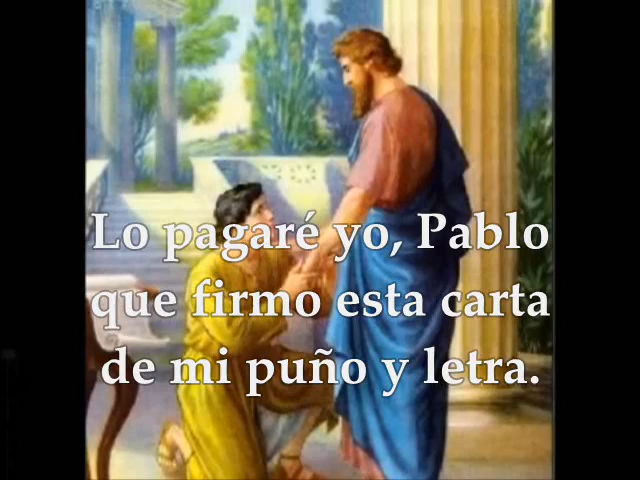 Lo pagaré yo, Pablo
que firmo esta carta
de mi puño y letra.